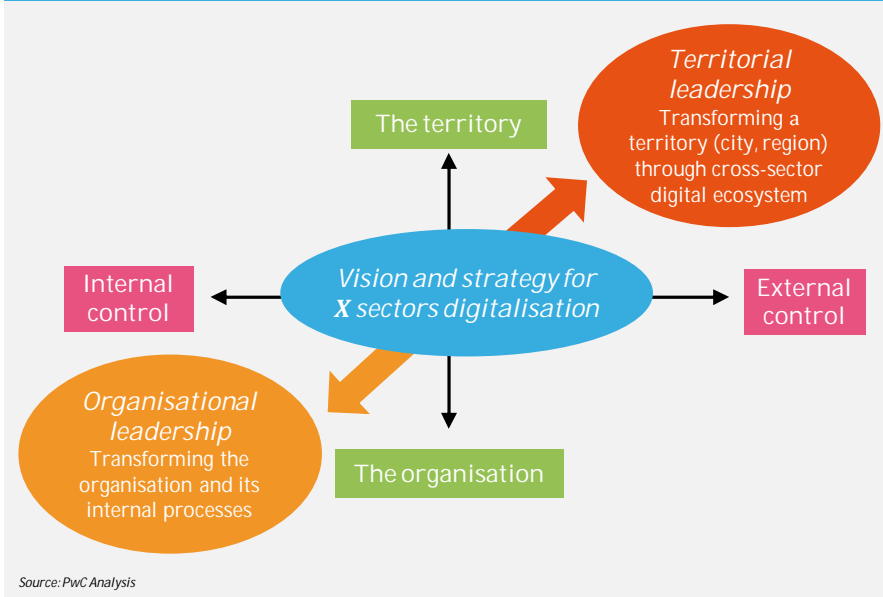 Territorial
leadership
Transforming a
territory (city, region)
through cross-sector
digital ecosystem
The territory
Internal
control
Vision and strategy for
X sectors digitalisation
External
control
Organisational
leadership
Transforming the
organisation and its
internal processes
The organisation
Source: PwC Analysis